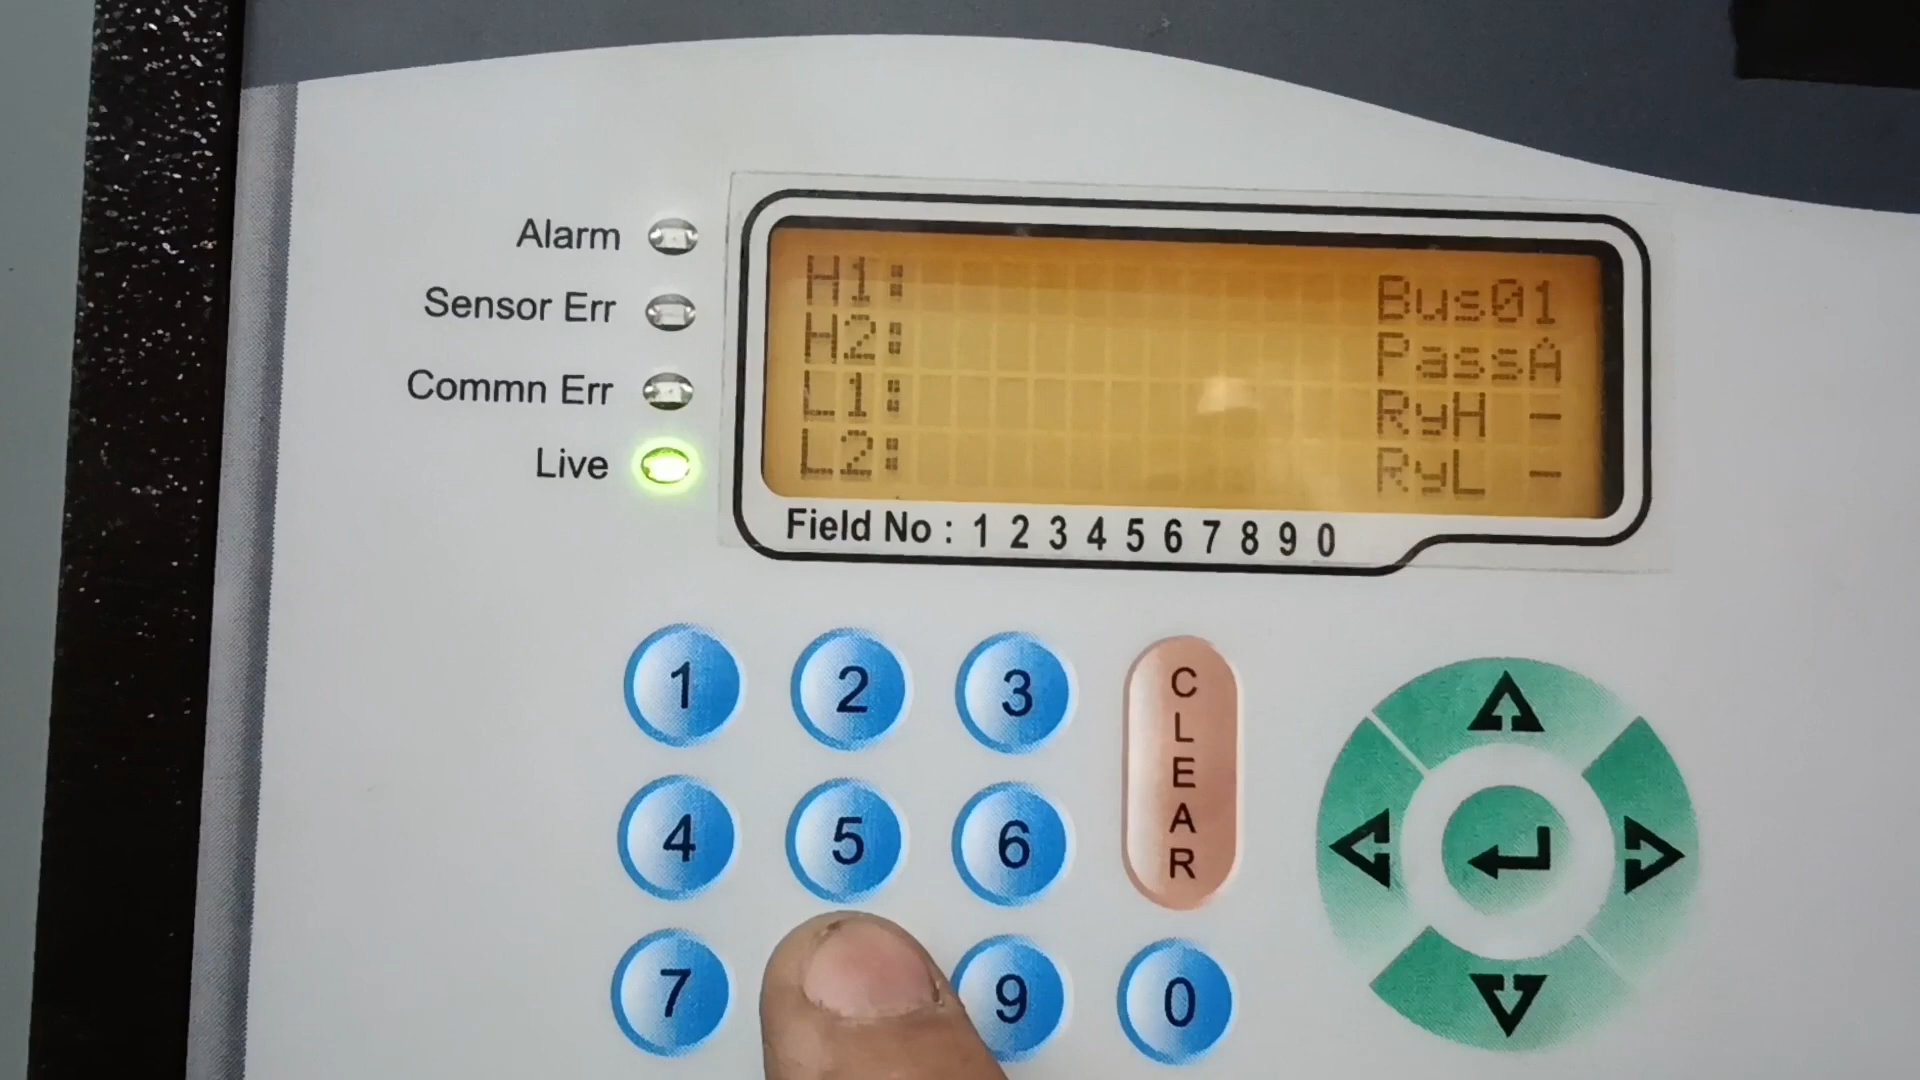 Alarm
Sensor Err
Commn Err
Live
H1: Bus01
H2: PassA
L1: RyH -
L2: RyL -
Field No : 1 2 3 4 5 6 7 8 9 0
1 2 3
4 5 6
7 9 0
CLEAR